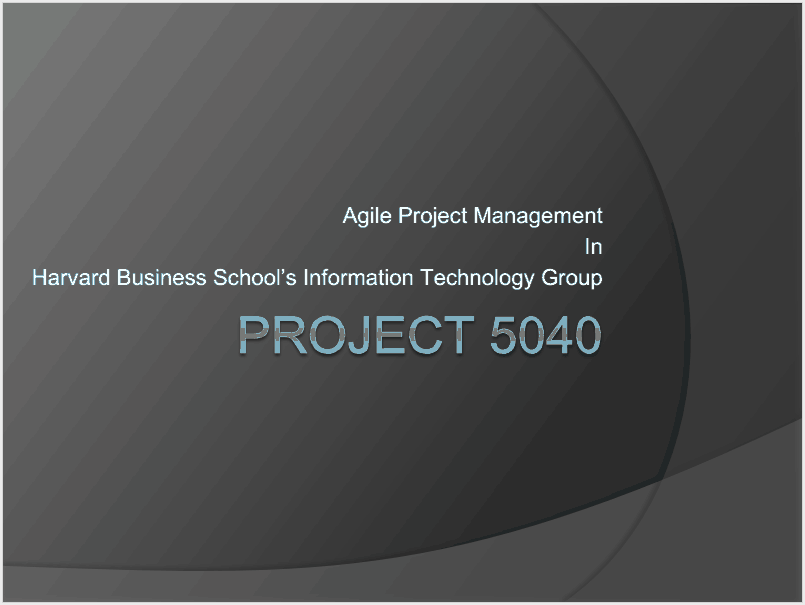 Agile Project Management
In
Harvard Business School’s Information Technology Group
PROJECT 5040